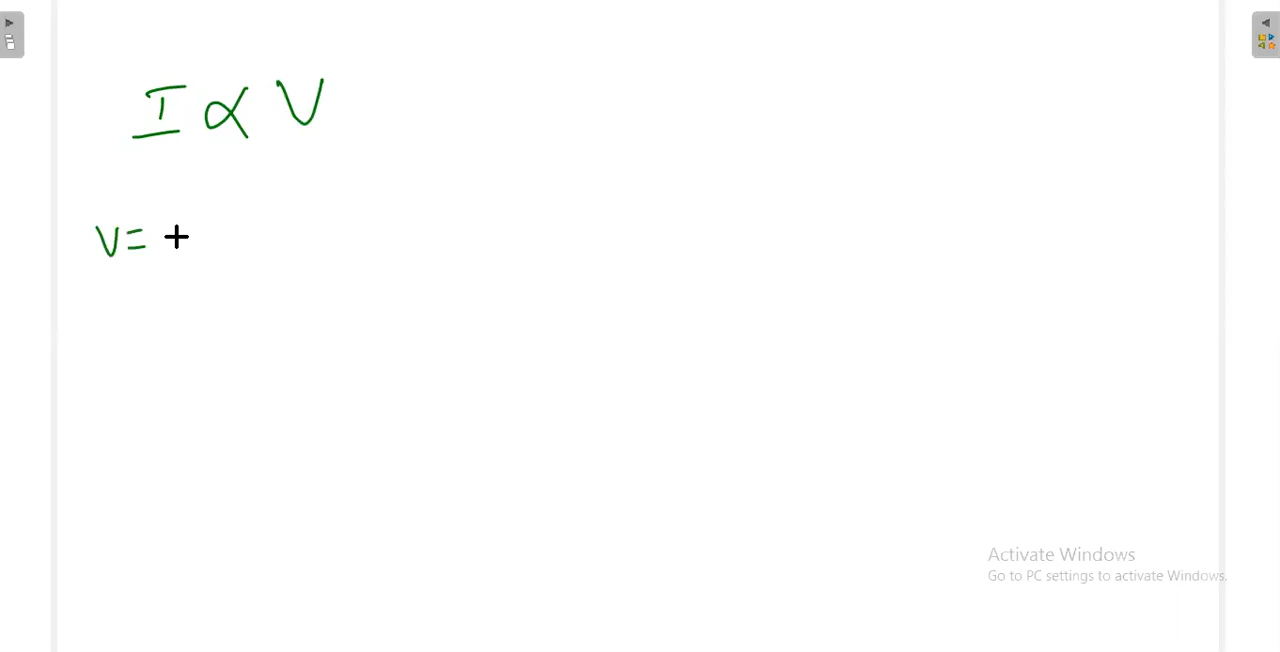 I ∝ V
V =
Activate Windows
Go to PC settings to activate Windows.